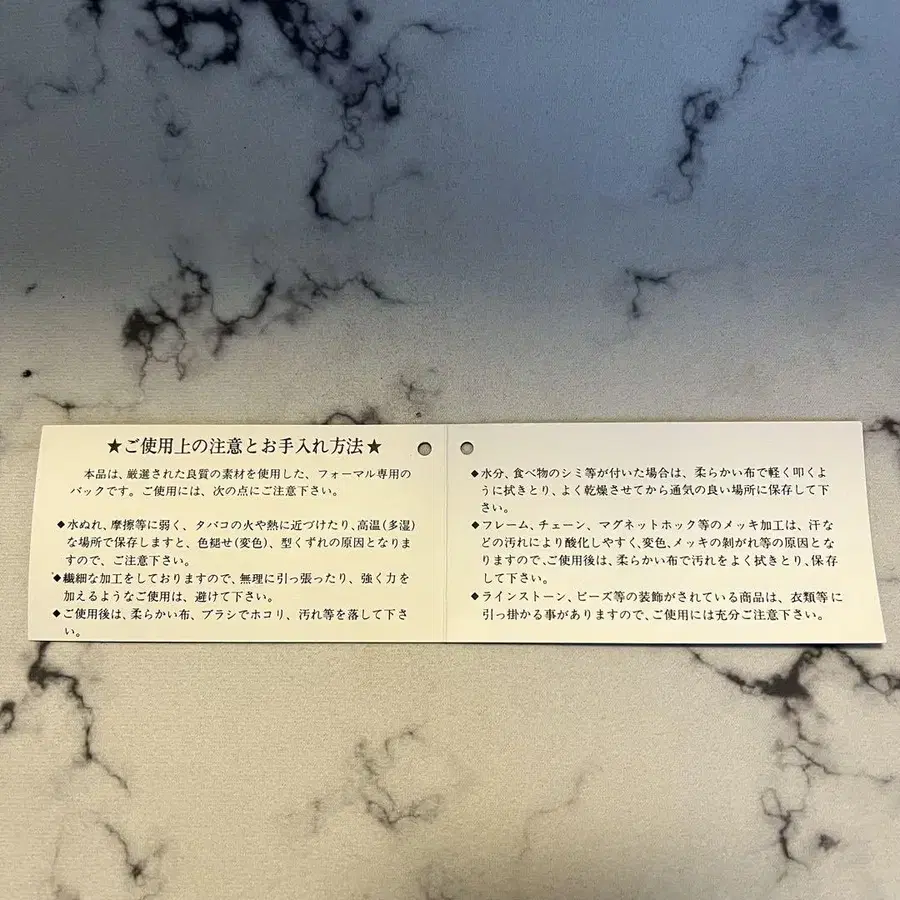 ★ご使用上の注意とお手入れ方法★
本品は、厳選された良質の素材を使用した、フォーマル専用の
バックです。ご使用には、次の点にご注意下さい。
◆水ぬれ、摩擦等に弱く、タバコの火や熱に近づけたり、高温(多湿)
な場所で保存しますと、色褪せ(変色)、型くずれの原因となりま
すので、ご注意下さい。
◆繊細な加工をしておりますので、無理に引っ張ったり、強く力を
加えるようなご使用は、避けて下さい。
◆ご使用後は、柔らかい布、ブラシでホコリ、汚れ等を落して下さ
い。
◆水分、食べ物のシミ等が付いた場合は、柔らかい布で軽く叩くよ
うに拭きとり、よく乾燥させてから通気の良い場所に保存して下
さい。
◆フレーム、チェーン、マグネットホック等のメッキ加工は、汗な
どの汚れにより酸化しやすく、変色、メッキの剥がれ等の原因とな
りますので、ご使用後は、柔らかい布で汚れをよく拭きとり、保存
して下さい。
◆ラインストーン、ビーズ等の装飾がされている商品は、衣類等に
引っ掛かる事がありますので、ご使用には充分ご注意下さい。